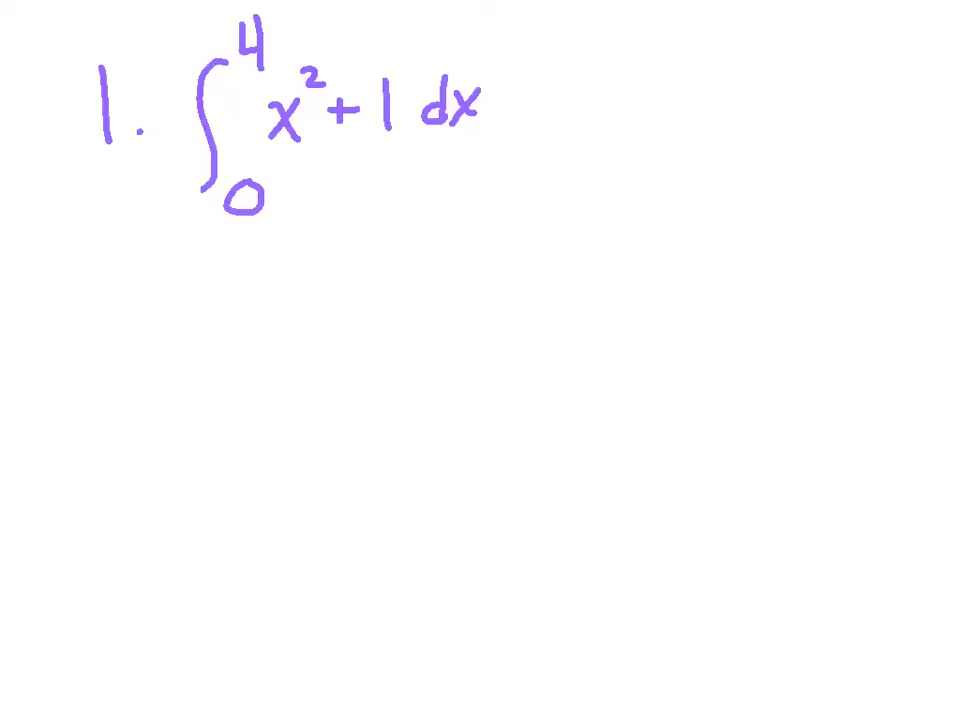 1. ∫₀⁴ x² + 1 dx